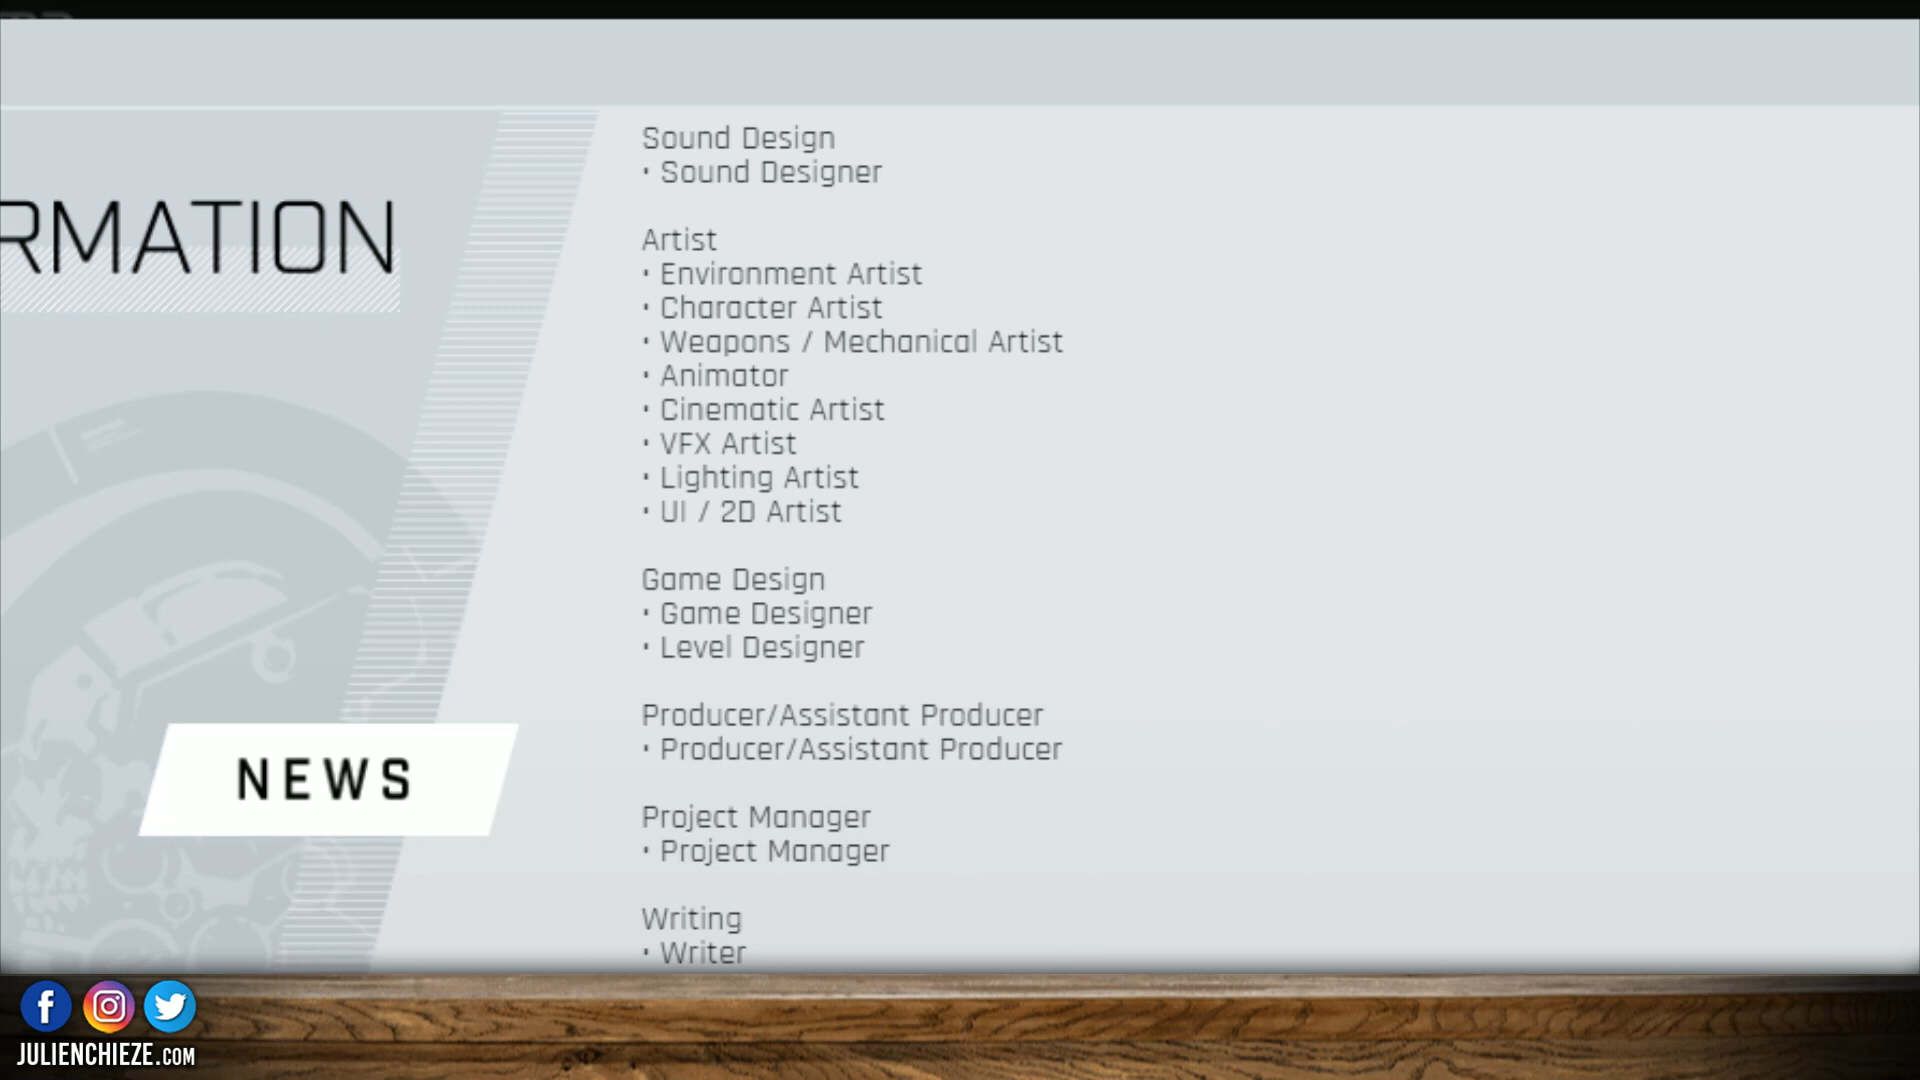 RMATION
NEWS
Sound Design
• Sound Designer
Artist
• Environment Artist
• Character Artist
• Weapons / Mechanical Artist
• Animator
• Cinematic Artist
• VFX Artist
• Lighting Artist
• UI / 2D Artist
Game Design
• Game Designer
• Level Designer
Producer/Assistant Producer
• Producer/Assistant Producer
Project Manager
• Project Manager
Writing
• Writer
JULIENCHIEZE.COM